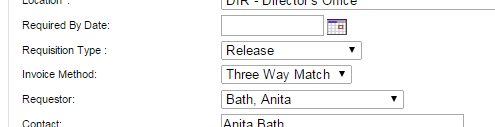 Location : DIR - Director's Office
Required By Date:
Requisition Type : Release
Invoice Method: Three Way Match
Requestor: Bath, Anita
Contact: Anita Bath